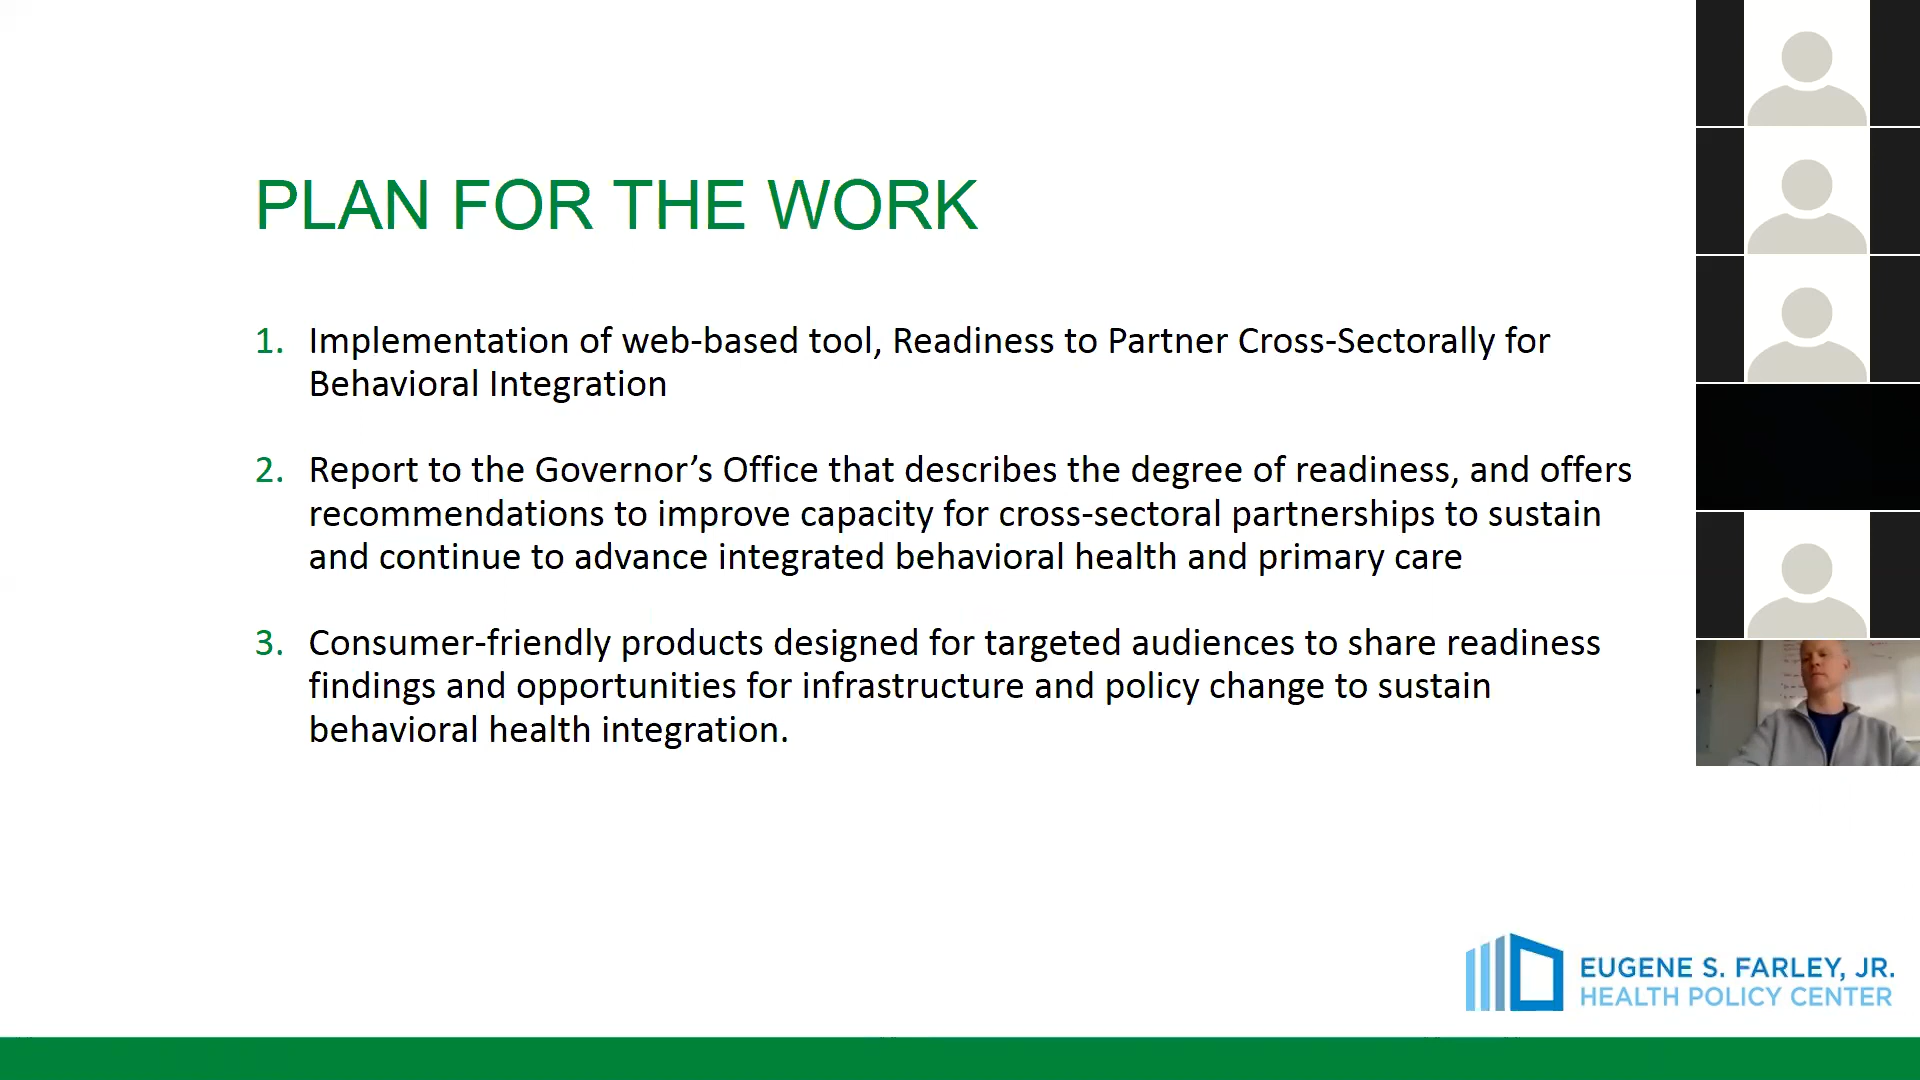 PLAN FOR THE WORK
1. Implementation of web-based tool, Readiness to Partner Cross-Sectorally for
Behavioral Integration
2. Report to the Governor’s Office that describes the degree of readiness, and offers
recommendations to improve capacity for cross-sectoral partnerships to sustain
and continue to advance integrated behavioral health and primary care
3. Consumer-friendly products designed for targeted audiences to share readiness
findings and opportunities for infrastructure and policy change to sustain
behavioral health integration.
EUGENE S. FARLEY, JR.
HEALTH POLICY CENTER